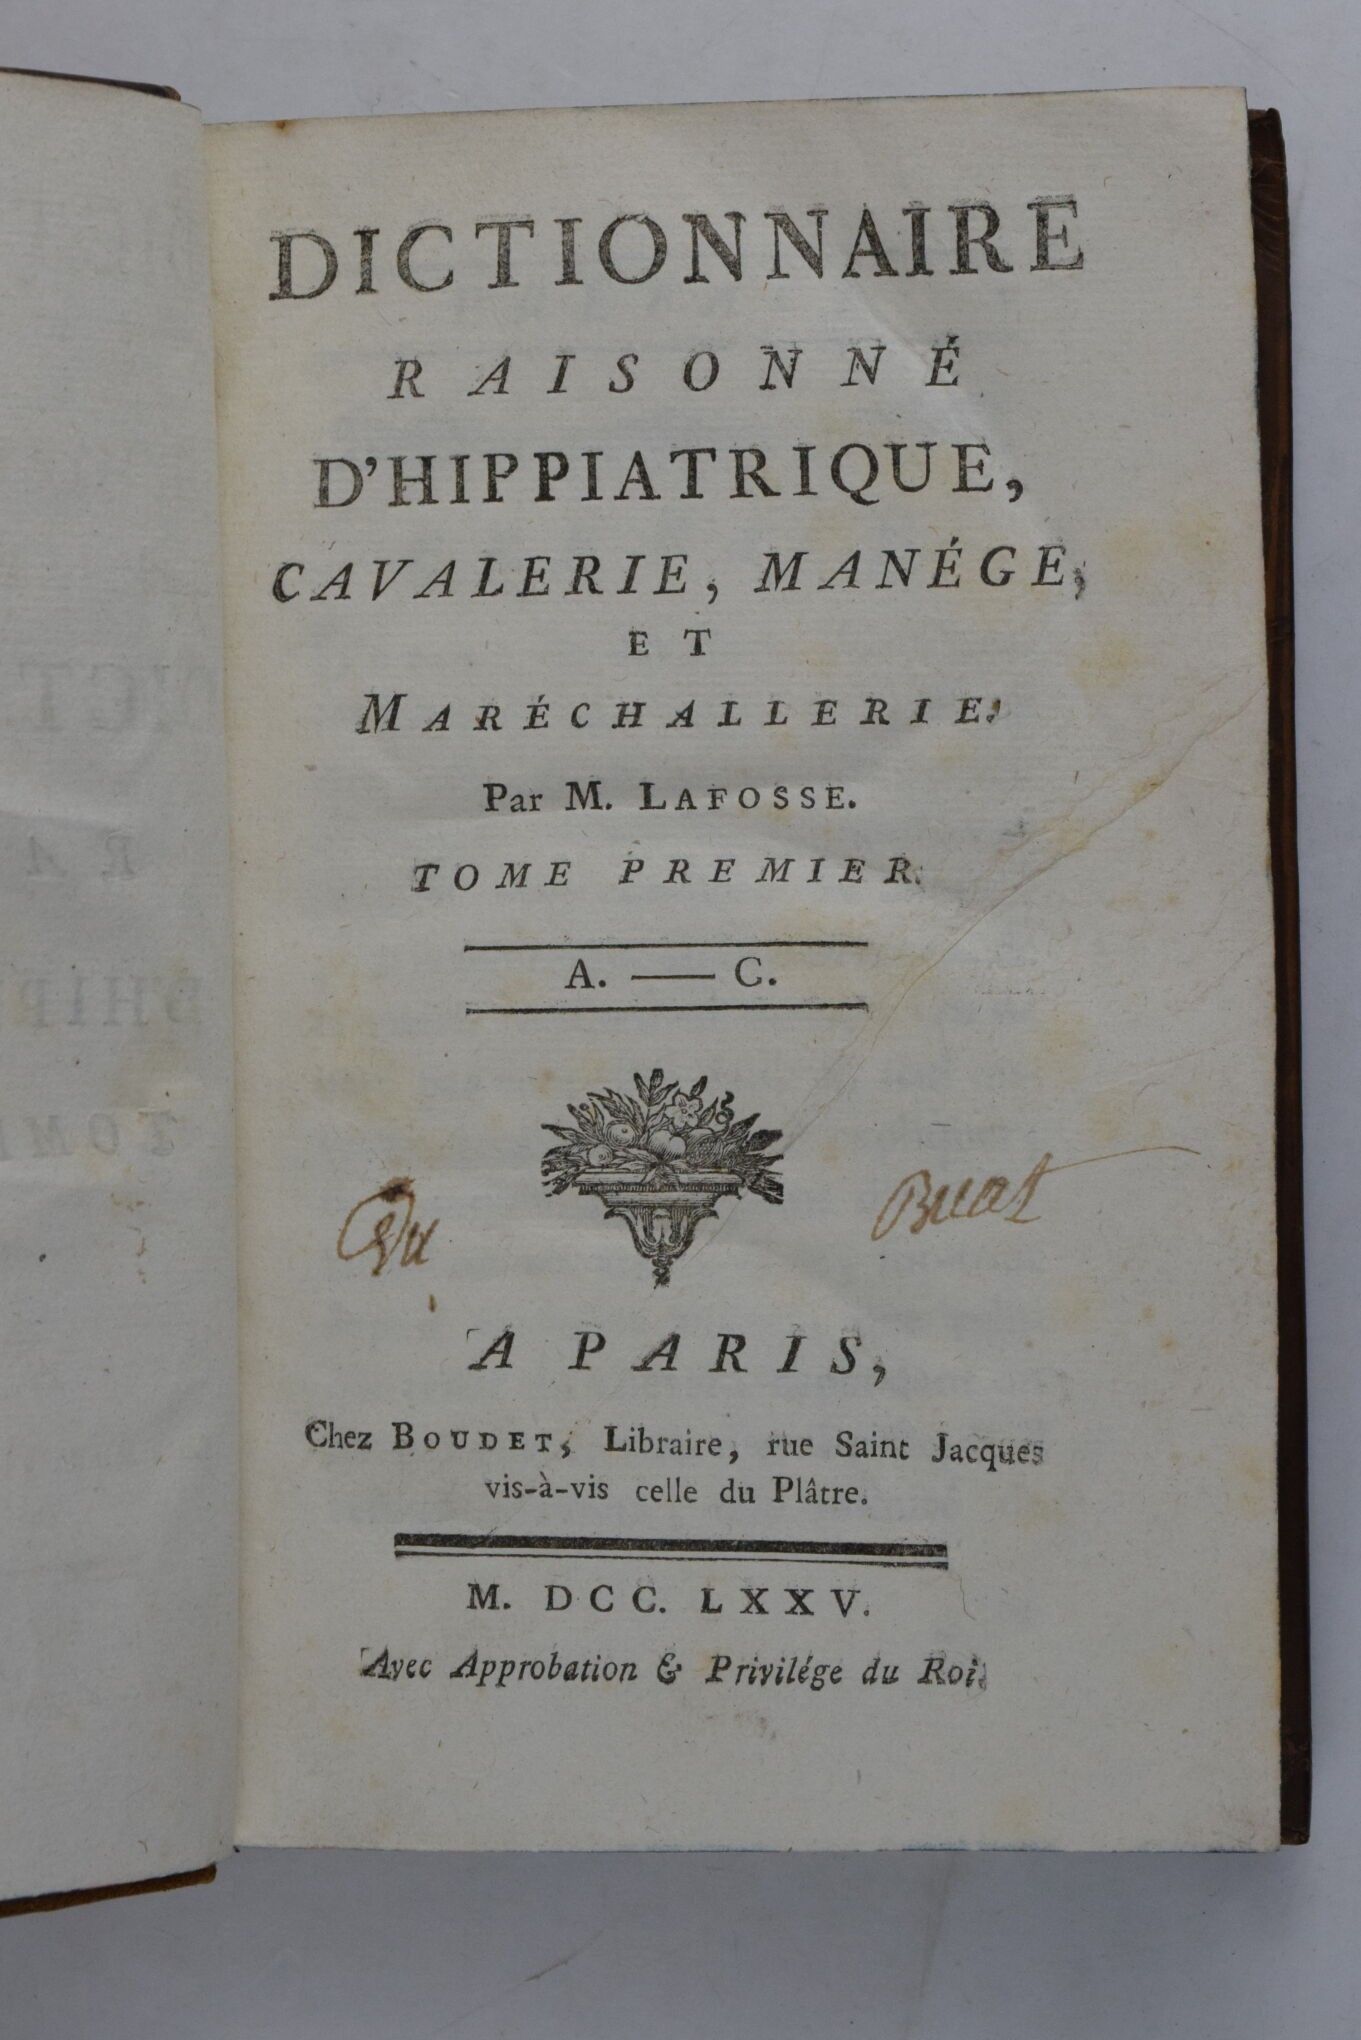 DICTIONNAIRE
RAISONNÉ
D'HIPPIATRIQUE,
CAVALERIE, MANÉGE,
ET
MARÉCHALLERIE.
Par M. LAFOSSE.
TOME PREMIER.
A. — C.
Du Buat
A PARIS,
Chez BOUDET, Libraire, rue Saint Jacques
vis-à-vis celle du Plâtre.
M. DCC. LXXV.
Avec Approbation & Privilége du Roi.